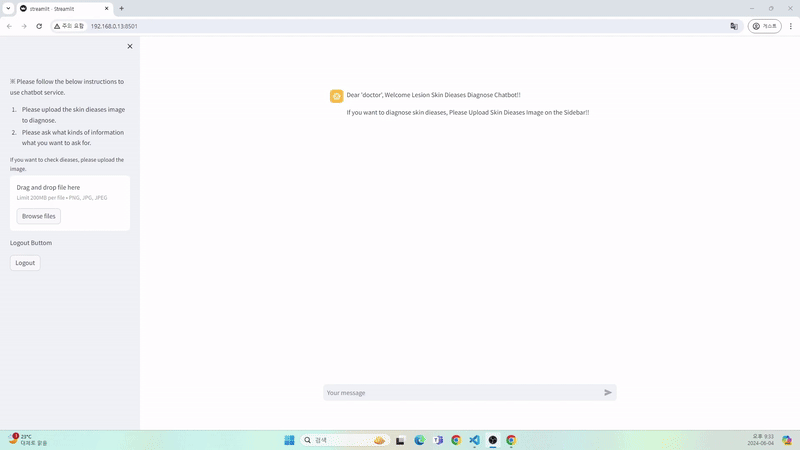 streamlit · Streamlit
주의 요함
192.168.0.13:8501
게스트
※ Please follow the below instructions to
use chatbot service.
1. Please upload the skin dieases image
to diagnose.
2. Please ask what kinds of information
what you want to ask for.
If you want to check dieases, please upload the
image.
Drag and drop file here
Limit 200MB per file • PNG, JPG, JPEG
Browse files
Logout Buttom
Logout
Dear 'doctor', Welcome Lesion Skin Dieases Diagnose Chatbot!!
If you want to diagnose skin dieases, Please Upload Skin Dieases Image on the Sidebar!!
Your message
23°C
대체로 맑음
검색
오후 9:33
2024-06-04